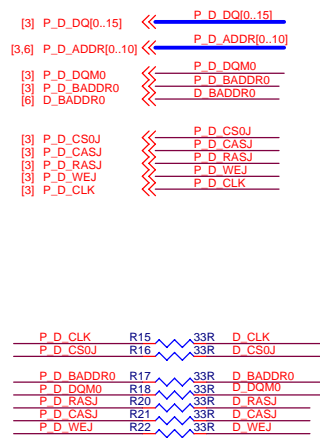 [3] P_D_DQ[0..15] P_D_DQ[0..15]
[3,6] P_D_ADDR[0..10] P_D_ADDR[0..10]
[3] P_D_DQM0 P_D_DQM0
[3] P_D_BADDR0 P_D_BADDR0
[6] D_BADDR0 D_BADDR0
[3] P_D_CS0J P_D_CS0J
[3] P_D_CASJ P_D_CASJ
[3] P_D_RASJ P_D_RASJ
[3] P_D_WEJ P_D_WEJ
[3] P_D_CLK P_D_CLK
P_D_CLK R15 33R D_CLK
P_D_CS0J R16 33R D_CS0J
P_D_BADDR0 R17 33R D_BADDR0
P_D_DQM0 R18 33R D_DQM0
P_D_RASJ R20 33R D_RASJ
P_D_CASJ R21 33R D_CASJ
P_D_WEJ R22 33R D_WEJ